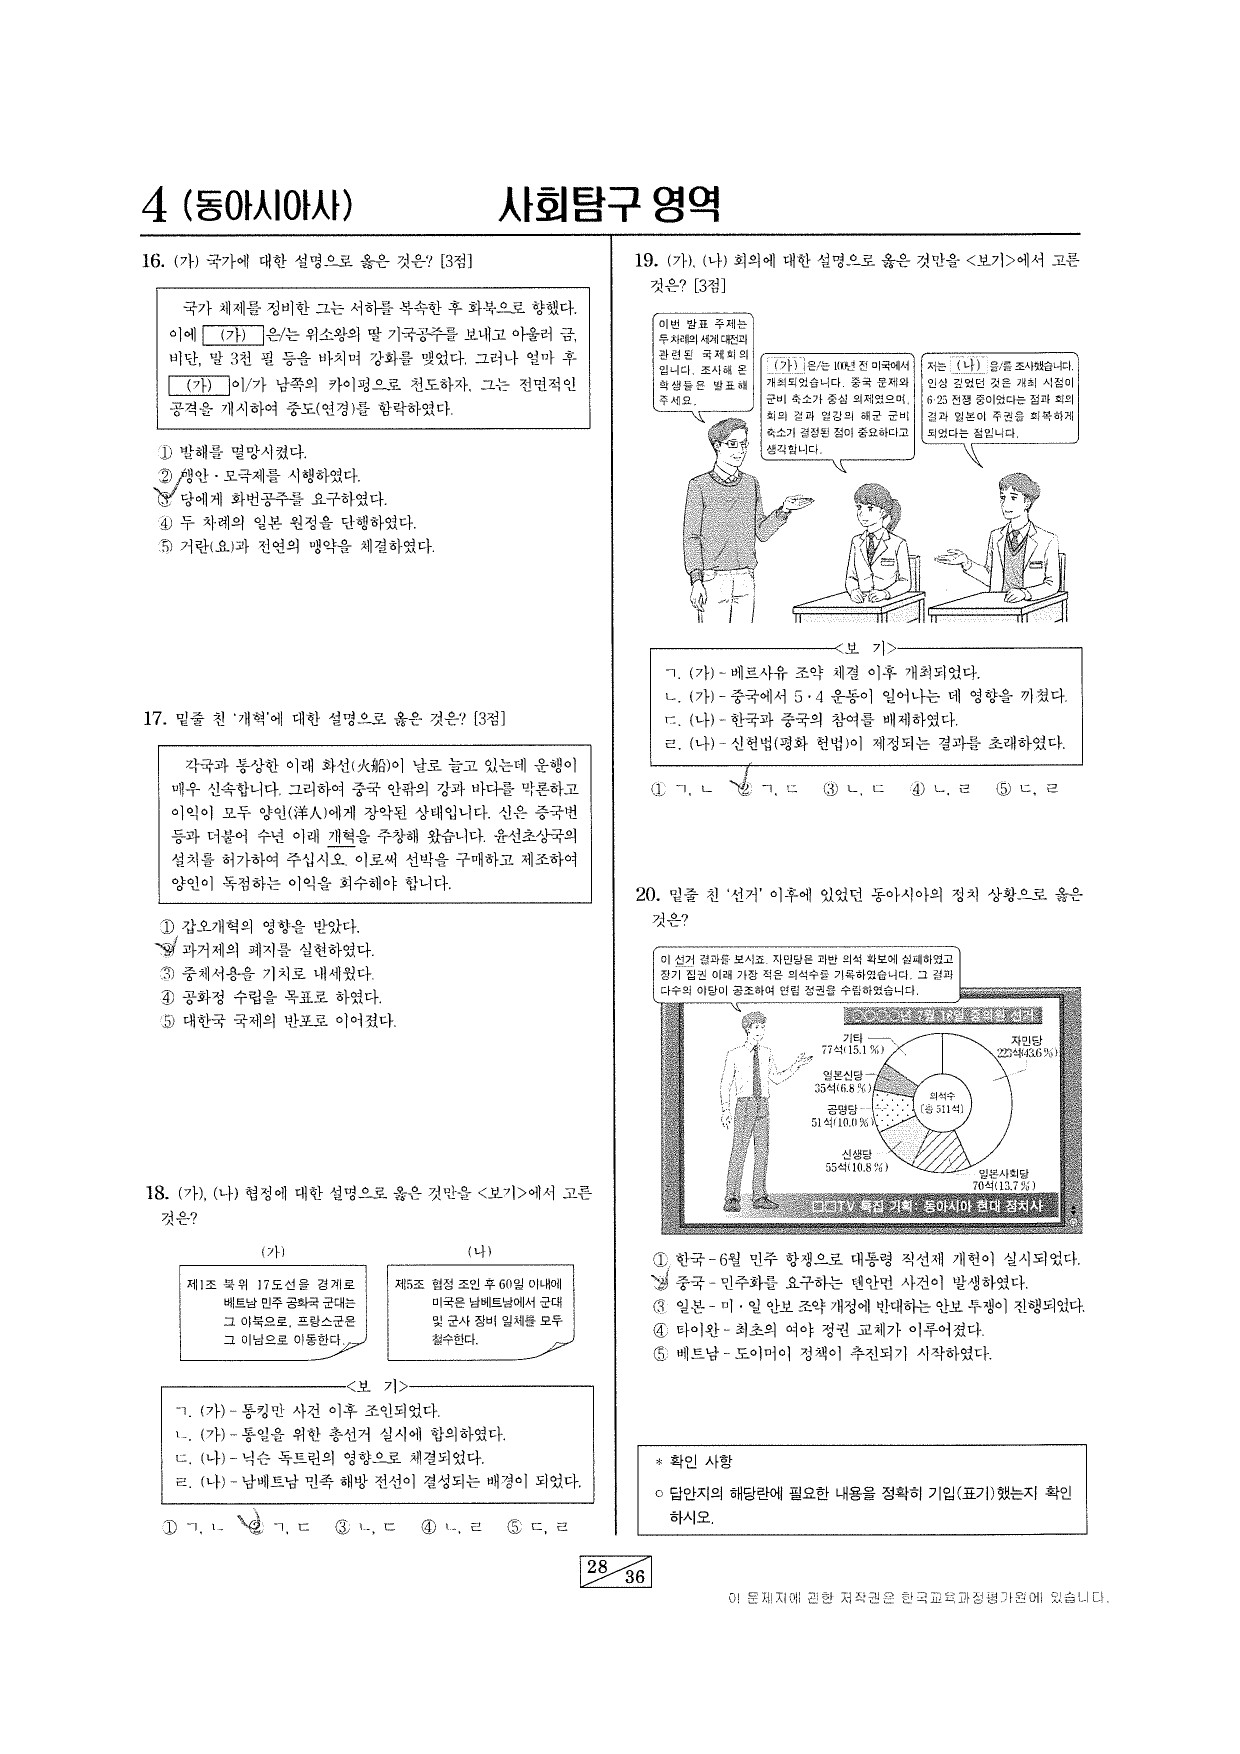 4 (동아시아사)
사회탐구 영역
16. (가) 국가에 대한 설명으로 옳은 것은? [3점]
국가 체제를 정비한 그는 서하를 복속한 후 화북으로 향했다.
이에 (가) 은/는 위소왕의 딸 기국공주를 보내고 아울러 금,
비단, 말 3천 필 등을 바치며 강화를 맺었다. 그러나 얼마 후
(가) 이/가 남쪽의 카이펑으로 천도하자, 그는 전면적인
공격을 개시하여 중도(연경)를 함락하였다.
① 발해를 멸망시켰다.
② 맹안·모극제를 시행하였다.
③ 당에게 화번공주를 요구하였다.
④ 두 차례의 일본 원정을 단행하였다.
⑤ 거란(요)과 전연의 맹약을 체결하였다.
17. 밑줄 친 '개혁'에 대한 설명으로 옳은 것은? [3점]
각국과 통상한 이래 화선(火船)이 날로 늘고 있는데 운행이
매우 신속합니다. 그리하여 중국 안팎의 강과 바다를 막론하고
이익이 모두 양인(洋人)에게 장악된 상태입니다. 신은 증국번
등과 더불어 수년 이래 개혁을 주창해 왔습니다. 윤선초상국의
설치를 허가하여 주십시오. 이로써 선박을 구매하고 제조하여
양인이 독점하는 이익을 회수해야 합니다.
① 갑오개혁의 영향을 받았다.
② 과거제의 폐지를 실현하였다.
③ 중체서용을 기치로 내세웠다.
④ 공화정 수립을 목표로 하였다.
⑤ 대한국 국제의 반포로 이어졌다.
18. (가), (나) 협정에 대한 설명으로 옳은 것만을 <보기>에서 고른
것은?
(가)
제1조 북위 17도선을 경계로
베트남 민주 공화국 군대는
그 이북으로, 프랑스군은
그 이남으로 이동한다.
(나)
제5조 협정 조인 후 60일 이내에
미국은 남베트남에서 군대
및 군사 장비 일체를 모두
철수한다.
<보 기>
ㄱ. (가) - 통킹만 사건 이후 조인되었다.
ㄴ. (가) - 통일을 위한 총선거 실시에 합의하였다.
ㄷ. (나) - 닉슨 독트린의 영향으로 체결되었다.
ㄹ. (나) - 남베트남 민족 해방 전선이 결성되는 배경이 되었다.
① ㄱ, ㄴ ② ㄱ, ㄷ ③ ㄴ, ㄷ ④ ㄴ, ㄹ ⑤ ㄷ, ㄹ
19. (가), (나) 회의에 대한 설명으로 옳은 것만을 <보기>에서 고른
것은? [3점]
이번 발표 주제는
두 차례의 세계 대전과
관련된 국제회의
입니다. 조사해 온
학생들은 발표해
주세요.
(가) 은/는 100년 전 미국에서
개최되었습니다. 중국 문제와
군비 축소가 중심 의제였으며,
회의 결과 열강의 해군 군비
축소가 결정된 점이 중요하다고
생각합니다.
저는 (나) 을/를 조사했습니다.
인상 깊었던 것은 개최 시점이
6·25 전쟁 중이었다는 점과 회의
결과 일본이 주권을 회복하게
되었다는 점입니다.
<보 기>
ㄱ. (가) - 베르사유 조약 체결 이후 개최되었다.
ㄴ. (가) - 중국에서 5·4 운동이 일어나는 데 영향을 끼쳤다.
ㄷ. (나) - 한국과 중국의 참여를 배제하였다.
ㄹ. (나) - 신헌법(평화 헌법)이 제정되는 결과를 초래하였다.
① ㄱ, ㄴ ② ㄱ, ㄷ ③ ㄴ, ㄷ ④ ㄴ, ㄹ ⑤ ㄷ, ㄹ
20. 밑줄 친 '선거' 이후에 있었던 동아시아의 정치 상황으로 옳은
것은?
이 선거 결과를 보시죠. 자민당은 과반 의석 확보에 실패하였고
장기 집권 이래 가장 적은 의석수를 기록하였습니다. 그 결과
다수의 야당이 공조하여 연립 정권을 수립하였습니다.
○○○○년 7월 18일 중의원 선거
기타
77석(15.1 %)
자민당
223석(43.6 %)
일본신당
35석(6.8 %)
의석수
(총 511석)
공명당
51석(10.0 %)
신생당
55석(10.8 %)
일본사회당
70석(13.7 %)
□□TV 특집 기획: 동아시아 현대 정치사
① 한국 - 6월 민주 항쟁으로 대통령 직선제 개헌이 실시되었다.
② 중국 - 민주화를 요구하는 톈안먼 사건이 발생하였다.
③ 일본 - 미·일 안보 조약 개정에 반대하는 안보 투쟁이 진행되었다.
④ 타이완 - 최초의 여야 정권 교체가 이루어졌다.
⑤ 베트남 - 도이머이 정책이 추진되기 시작하였다.
* 확인 사항
○ 답안지의 해당란에 필요한 내용을 정확히 기입(표기)했는지 확인
하시오.
28
36
이 문제지에 관한 저작권은 한국교육과정평가원에 있습니다.